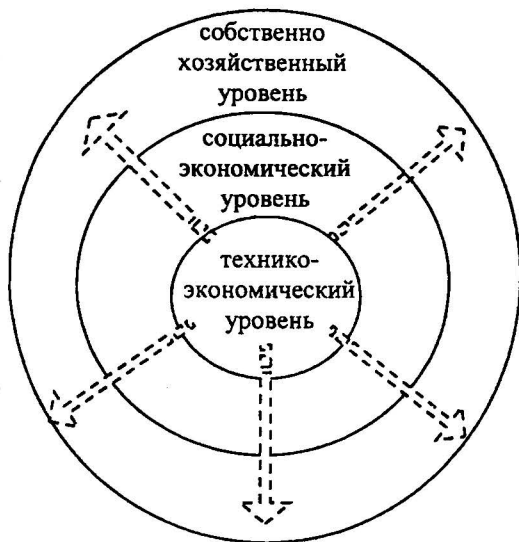 собственно
хозяйственный
уровень
социально-
экономический
уровень
технико-
экономический
уровень